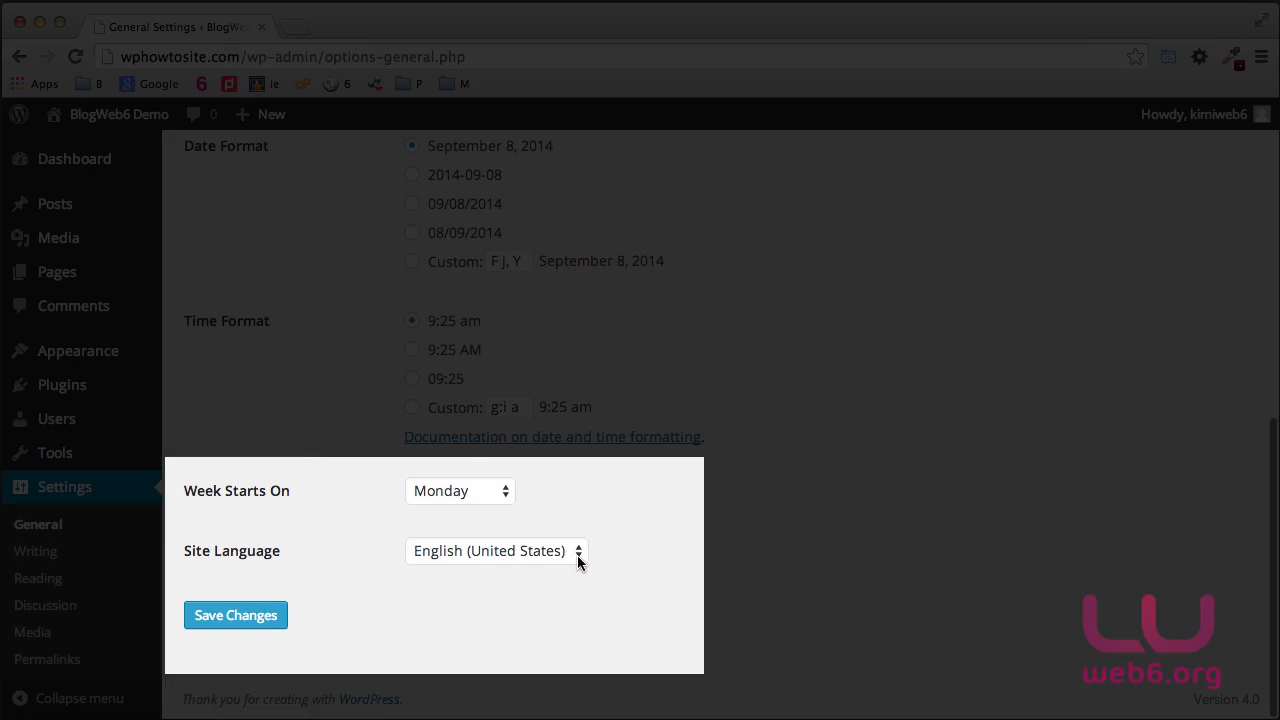 General Settings ‹ BlogWe
wphowtosite.com/wp-admin/options-general.php
Apps B Google 6 ie 6 P M
BlogWeb6 Demo 0 New Howdy, kimiweb6
Dashboard
Posts
Media
Pages
Comments
Appearance
Plugins
Users
Tools
Settings
General
Writing
Reading
Discussion
Media
Permalinks
Collapse menu
Date Format
September 8, 2014
2014-09-08
09/08/2014
08/09/2014
Custom: F j, Y September 8, 2014
Time Format
9:25 am
9:25 AM
09:25
Custom: g:i a 9:25 am
Documentation on date and time formatting.
Week Starts On Monday
Site Language English (United States)
Save Changes
web6.org
Thank you for creating with WordPress. Version 4.0